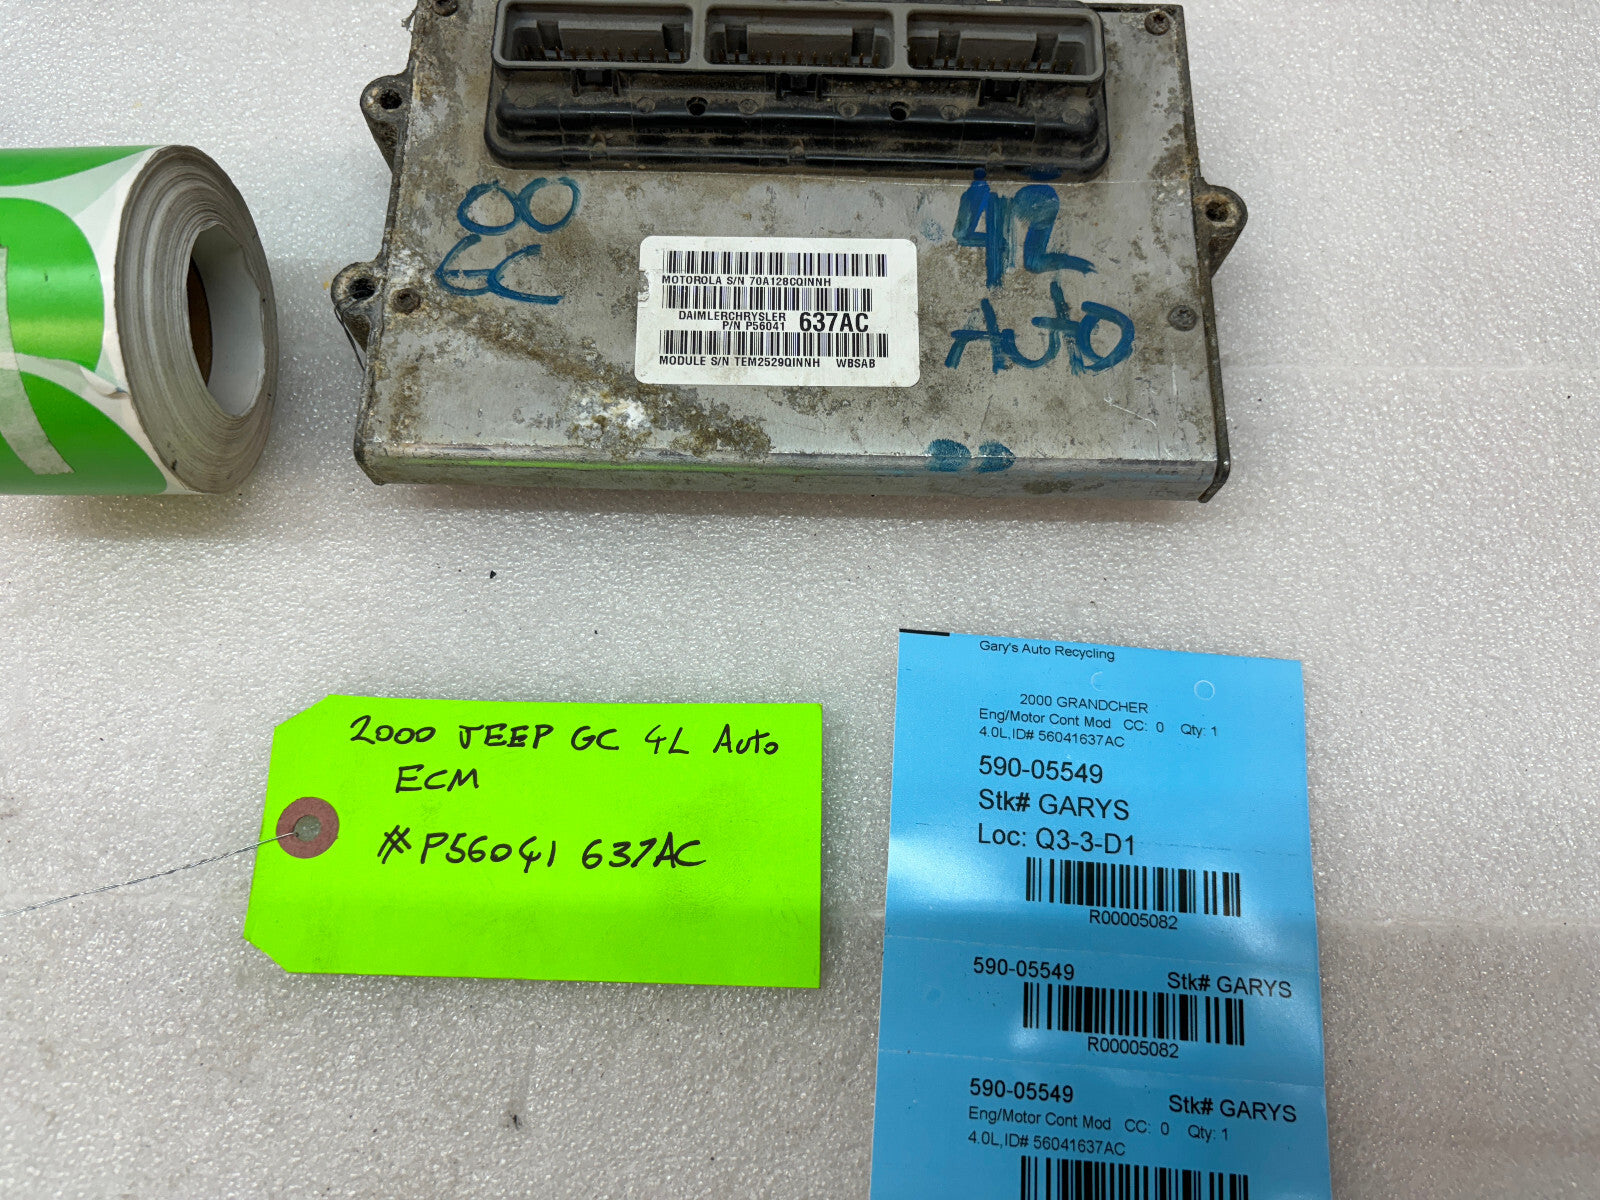 00
GC
4L
Auto
MOTOROLA S/N 70A128CQINNH
DAIMLERCHRYSLER
P/N P56041 637AC
MODULE S/N TEM2529QINNH WBSAB
2000 JEEP GC 4L Auto
ECM
#P56041 637AC
Gary's Auto Recycling
2000 GRANDCHER
Eng/Motor Cont Mod CC: 0 Qty: 1
4.0L,ID# 56041637AC
590-05549
Stk# GARYS
Loc: Q3-3-D1
R00005082
590-05549 Stk# GARYS
R00005082
590-05549 Stk# GARYS
Eng/Motor Cont Mod CC: 0 Qty: 1
4.0L,ID# 56041637AC